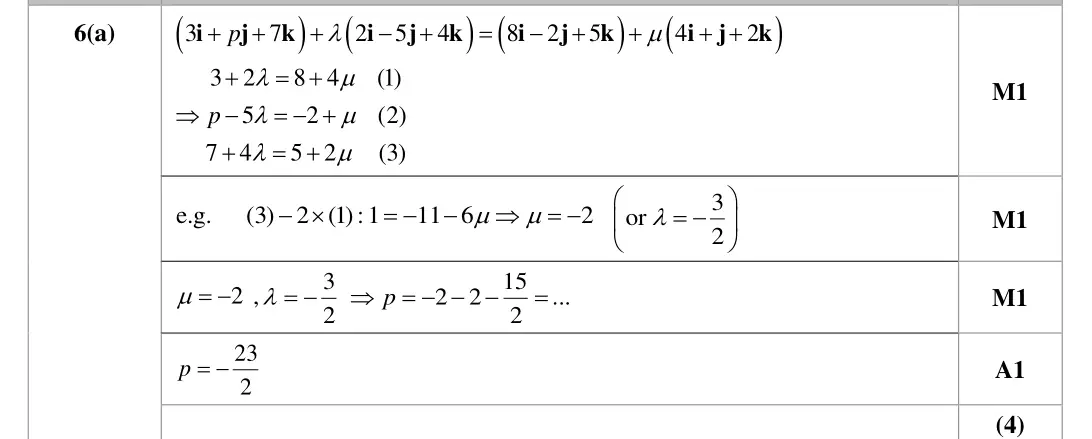 6(a)
(3i + pj + 7k) + λ(2i − 5j + 4k) = (8i − 2j + 5k) + μ(4i + j + 2k)
3 + 2λ = 8 + 4μ (1)
⇒ p − 5λ = −2 + μ (2)
7 + 4λ = 5 + 2μ (3)
M1
e.g. (3) − 2×(1) : 1 = −11 − 6μ ⇒ μ = −2 (or λ = −3/2)
M1
μ = −2 , λ = −3/2 ⇒ p = −2 − 2 − 15/2 = ...
M1
p = −23/2
A1
(4)